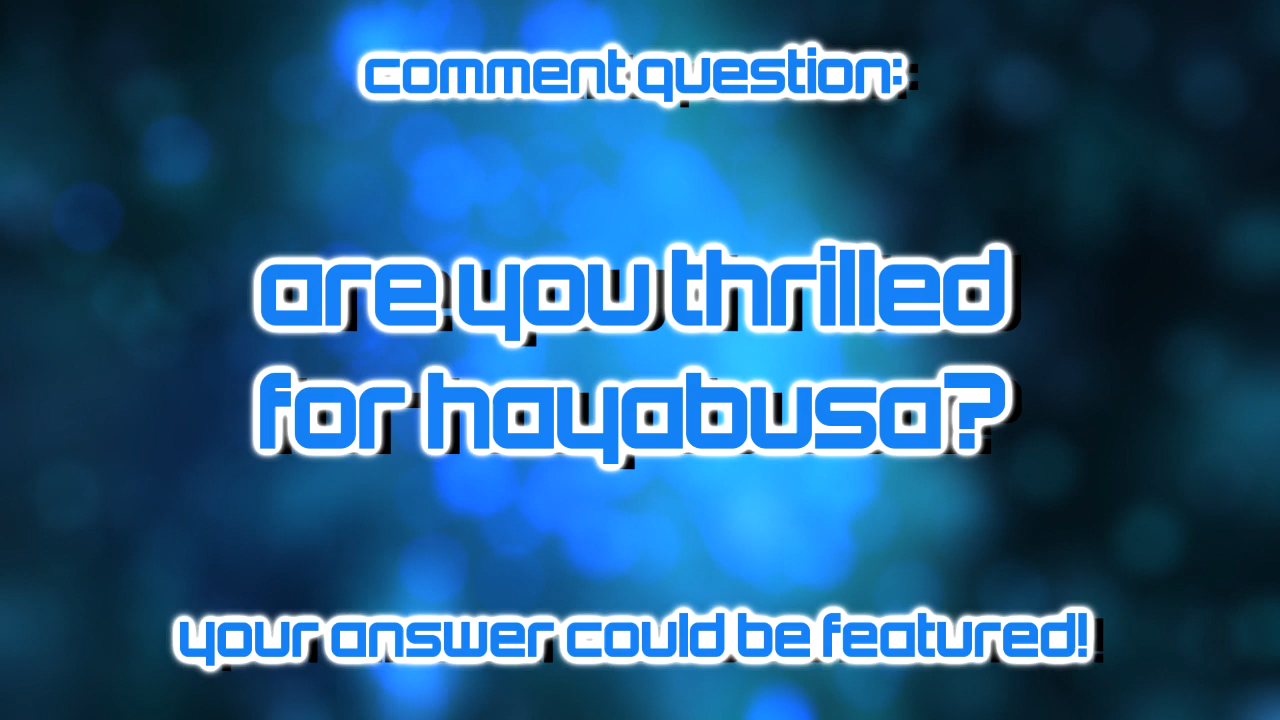 comment question:
are you thrilled
for hayabusa?
your answer could be featured!